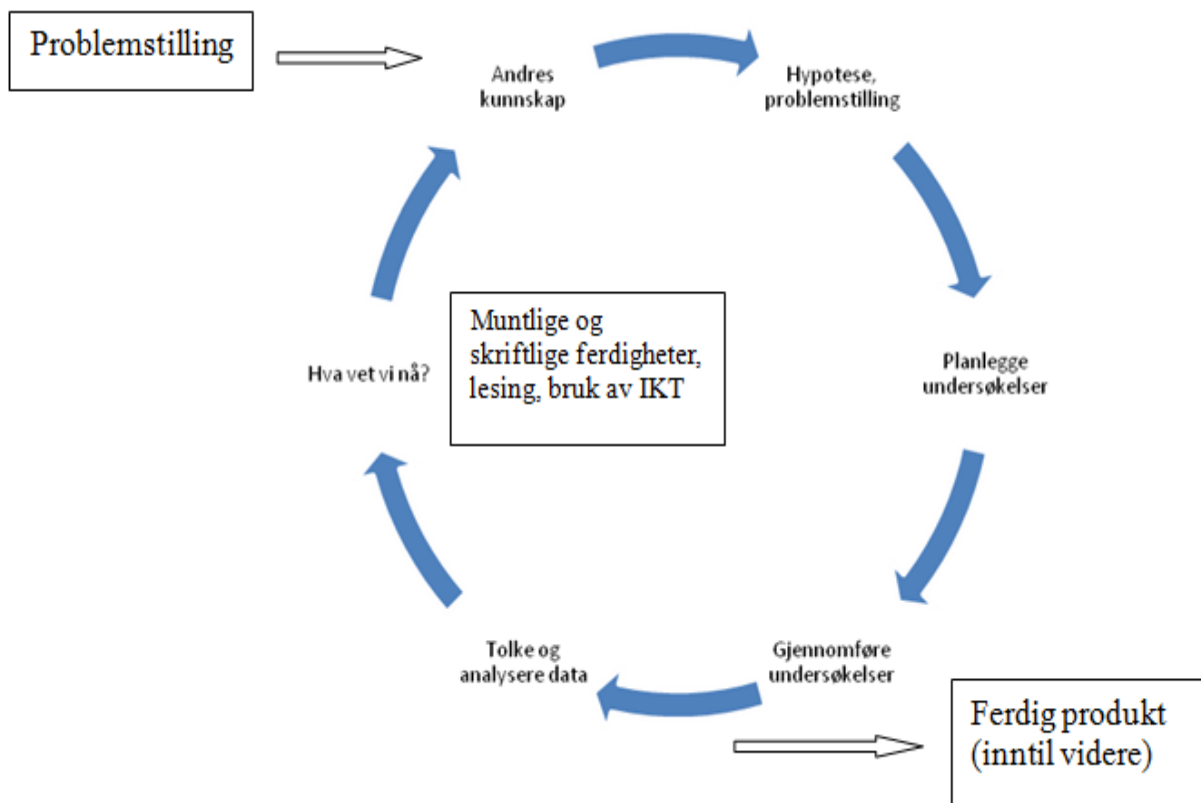 Problemstilling
Andres
kunnskap
Hypotese,
problemstilling
Planlegge
undersøkelser
Gjennomføre
undersøkelser
Tolke og
analysere data
Hva vet vi nå?
Muntlige og
skriftlige ferdigheter,
lesing, bruk av IKT
Ferdig produkt
(inntil videre)